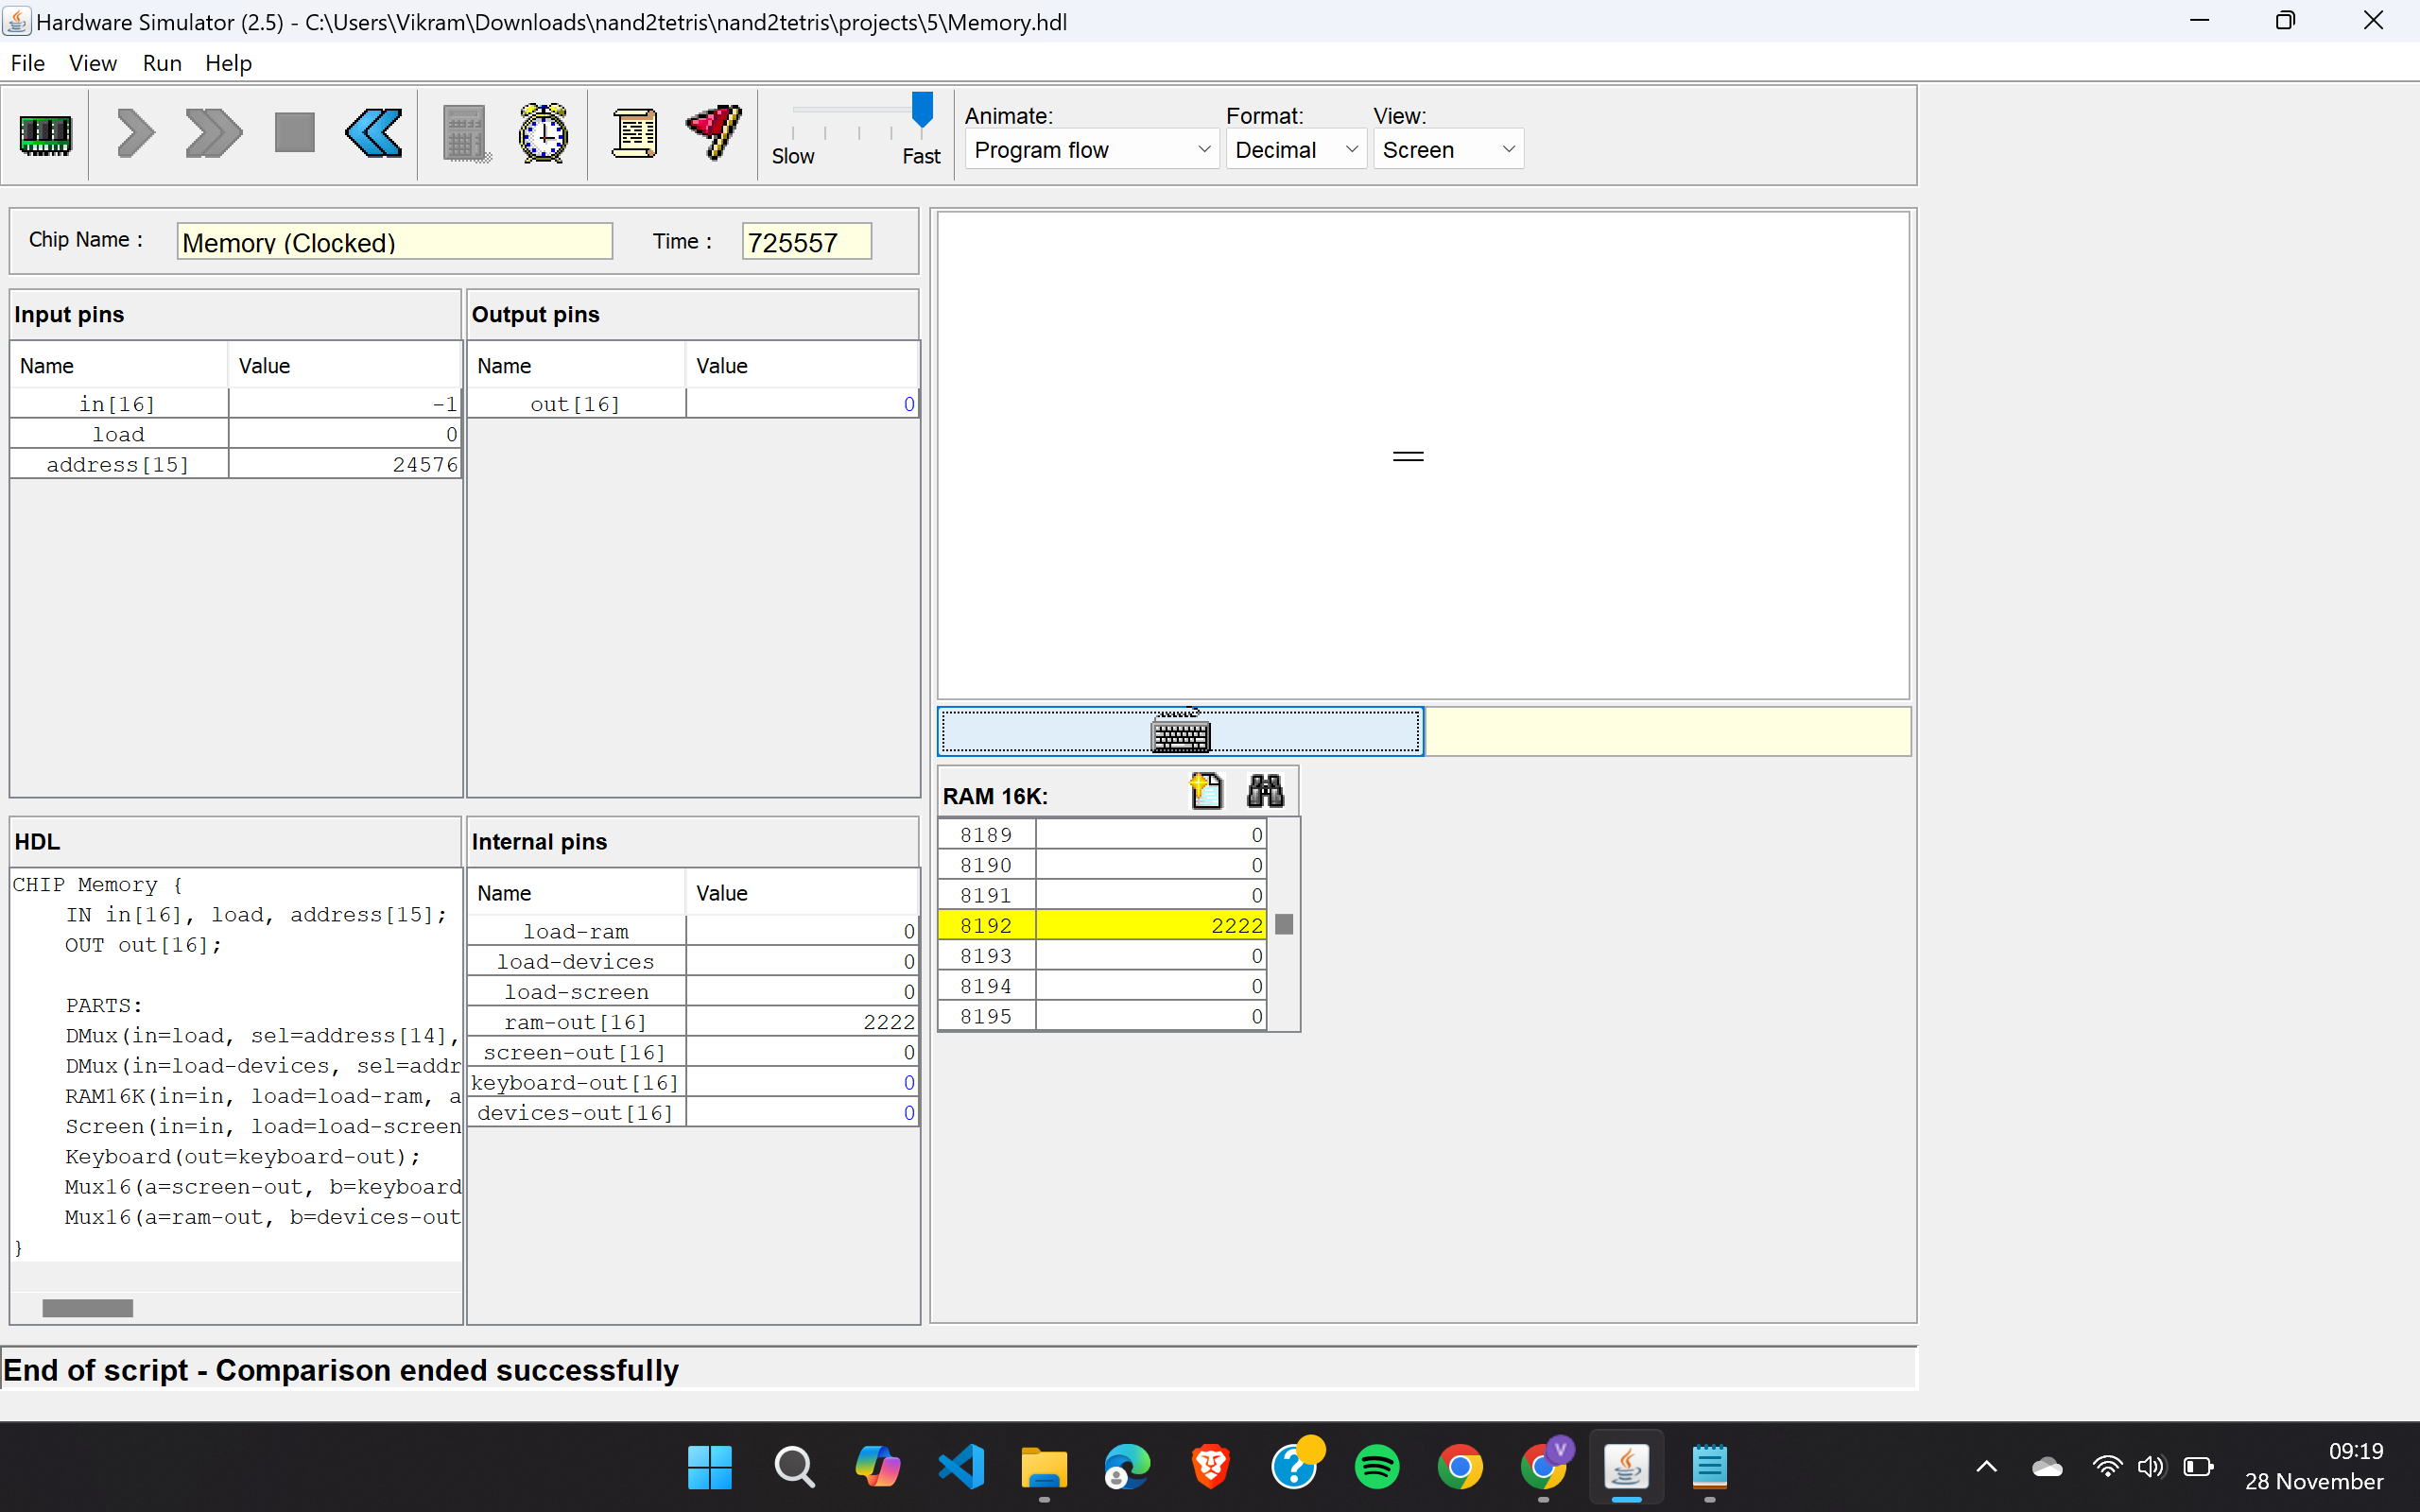 Hardware Simulator (2.5) - C:\Users\Vikram\Downloads\nand2tetris\nand2tetris\projects\5\Memory.hdl
File View Run Help
Slow Fast
Animate: Format: View:
Program flow Decimal Screen
Chip Name : Memory (Clocked) Time : 725557
Input pins
Name Value
in[16] -1
load 0
address[15] 24576
Output pins
Name Value
out[16] 0
HDL
CHIP Memory {
IN in[16], load, address[15];
OUT out[16];
PARTS:
DMux(in=load, sel=address[14],
DMux(in=load-devices, sel=addr
RAM16K(in=in, load=load-ram, a
Screen(in=in, load=load-screen
Keyboard(out=keyboard-out);
Mux16(a=screen-out, b=keyboard
Mux16(a=ram-out, b=devices-out
}
Internal pins
Name Value
load-ram 0
load-devices 0
load-screen 0
ram-out[16] 2222
screen-out[16] 0
keyboard-out[16] 0
devices-out[16] 0
RAM 16K:
8189 0
8190 0
8191 0
8192 2222
8193 0
8194 0
8195 0
End of script - Comparison ended successfully
V
09:19
28 November